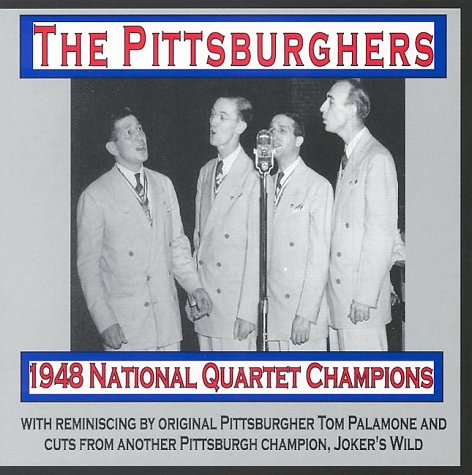 THE PITTSBURGHERS
1948 NATIONAL QUARTET CHAMPIONS
WITH REMINISCING BY ORIGINAL PITTSBURGHER TOM PALAMONE AND
CUTS FROM ANOTHER PITTSBURGH CHAMPION, JOKER'S WILD